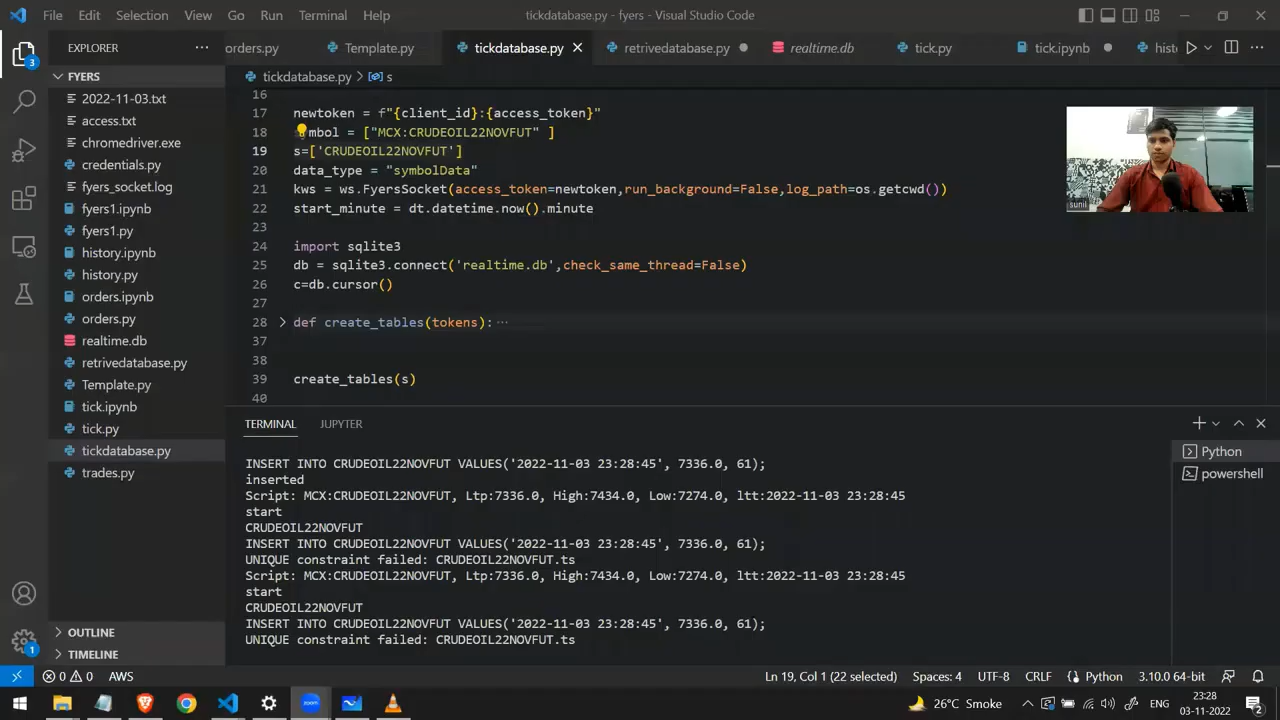 File Edit Selection View Go Run Terminal Help
tickdatabase.py - fyers - Visual Studio Code
EXPLORER
orders.py Template.py tickdatabase.py retrivedatabase.py realtime.db tick.py tick.ipynb hist
FYERS
tickdatabase.py > s
2022-11-03.txt
access.txt
chromedriver.exe
credentials.py
fyers_socket.log
fyers1.ipynb
fyers1.py
history.ipynb
history.py
orders.ipynb
orders.py
realtime.db
retrivedatabase.py
Template.py
tick.ipynb
tick.py
tickdatabase.py
trades.py
OUTLINE
TIMELINE
16
17 newtoken = f"{client_id}:{access_token}"
18 mbol = ["MCX:CRUDEOIL22NOVFUT" ]
19 s=['CRUDEOIL22NOVFUT']
20 data_type = "symbolData"
21 kws = ws.FyersSocket(access_token=newtoken,run_background=False,log_path=os.getcwd())
22 start_minute = dt.datetime.now().minute
23
24 import sqlite3
25 db = sqlite3.connect('realtime.db',check_same_thread=False)
26 c=db.cursor()
27
28 def create_tables(tokens): ···
37
38
39 create_tables(s)
40
sunil
TERMINAL JUPYTER
Python
powershell
INSERT INTO CRUDEOIL22NOVFUT VALUES('2022-11-03 23:28:45', 7336.0, 61);
inserted
Script: MCX:CRUDEOIL22NOVFUT, Ltp:7336.0, High:7434.0, Low:7274.0, ltt:2022-11-03 23:28:45
start
CRUDEOIL22NOVFUT
INSERT INTO CRUDEOIL22NOVFUT VALUES('2022-11-03 23:28:45', 7336.0, 61);
UNIQUE constraint failed: CRUDEOIL22NOVFUT.ts
Script: MCX:CRUDEOIL22NOVFUT, Ltp:7336.0, High:7434.0, Low:7274.0, ltt:2022-11-03 23:28:45
start
CRUDEOIL22NOVFUT
INSERT INTO CRUDEOIL22NOVFUT VALUES('2022-11-03 23:28:45', 7336.0, 61);
UNIQUE constraint failed: CRUDEOIL22NOVFUT.ts
0 0 AWS
Ln 19, Col 1 (22 selected) Spaces: 4 UTF-8 CRLF Python 3.10.0 64-bit
zoom
26°C Smoke
ENG
23:28
03-11-2022
2
3
1